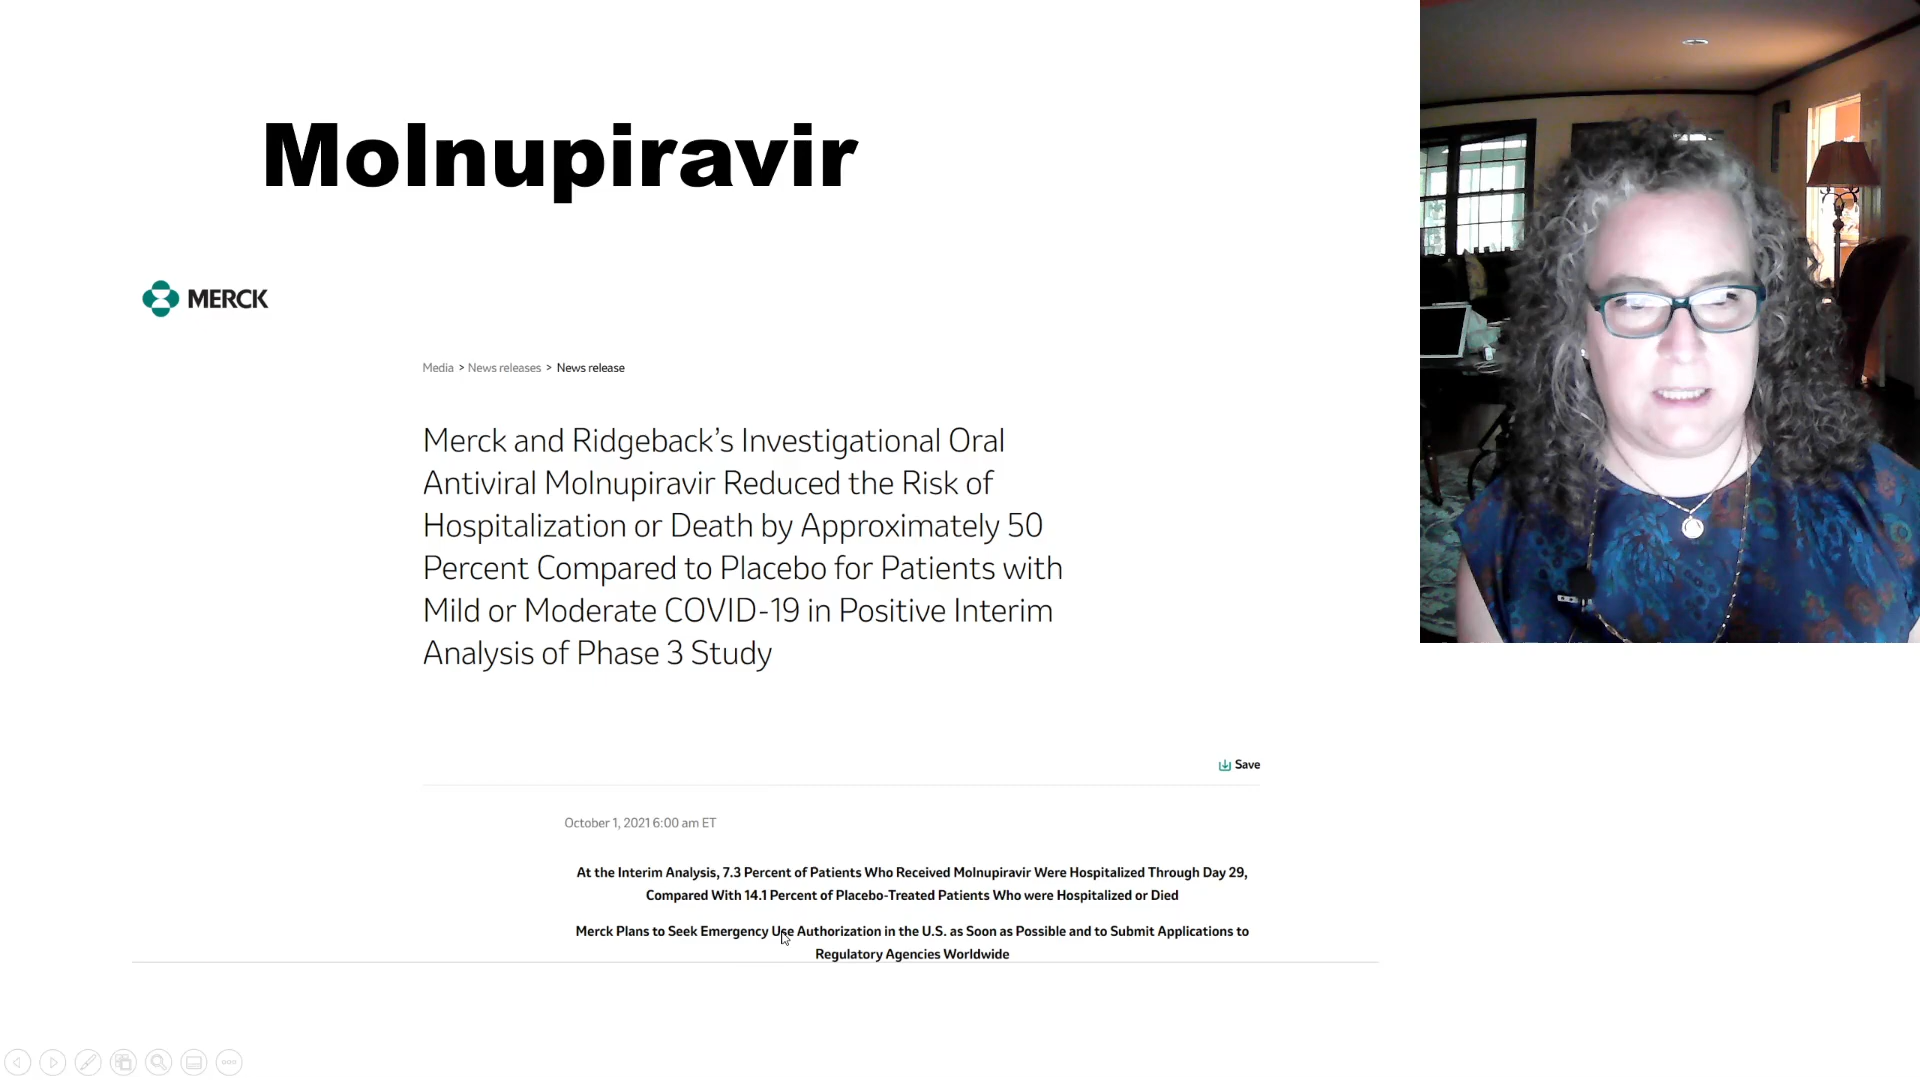 Molnupiravir
MERCK
Media > News releases > News release
Merck and Ridgeback’s Investigational Oral
Antiviral Molnupiravir Reduced the Risk of
Hospitalization or Death by Approximately 50
Percent Compared to Placebo for Patients with
Mild or Moderate COVID-19 in Positive Interim
Analysis of Phase 3 Study
Save
October 1, 2021 6:00 am ET
At the Interim Analysis, 7.3 Percent of Patients Who Received Molnupiravir Were Hospitalized Through Day 29,
Compared With 14.1 Percent of Placebo-Treated Patients Who were Hospitalized or Died
Merck Plans to Seek Emergency Use Authorization in the U.S. as Soon as Possible and to Submit Applications to
Regulatory Agencies Worldwide